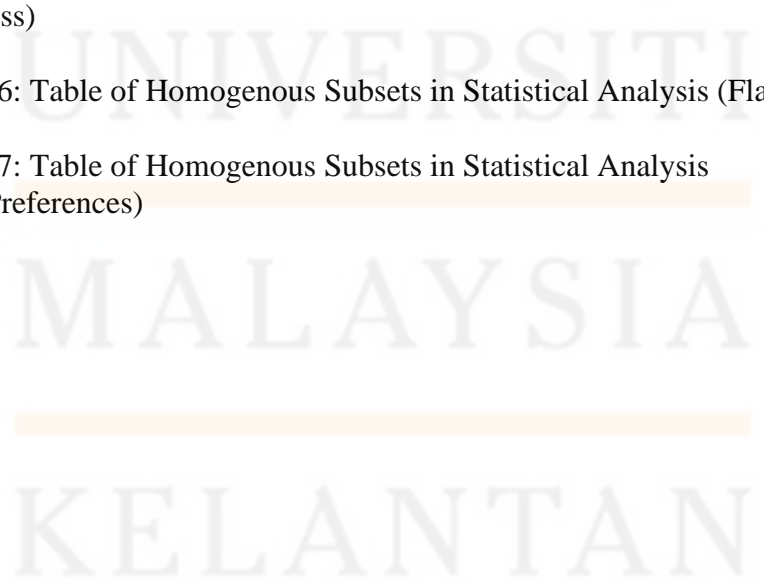 ss)
UNIVERSITI
6: Table of Homogenous Subsets in Statistical Analysis (Fla
7: Table of Homogenous Subsets in Statistical Analysis
references)
MALAYSIA
KELANTAN